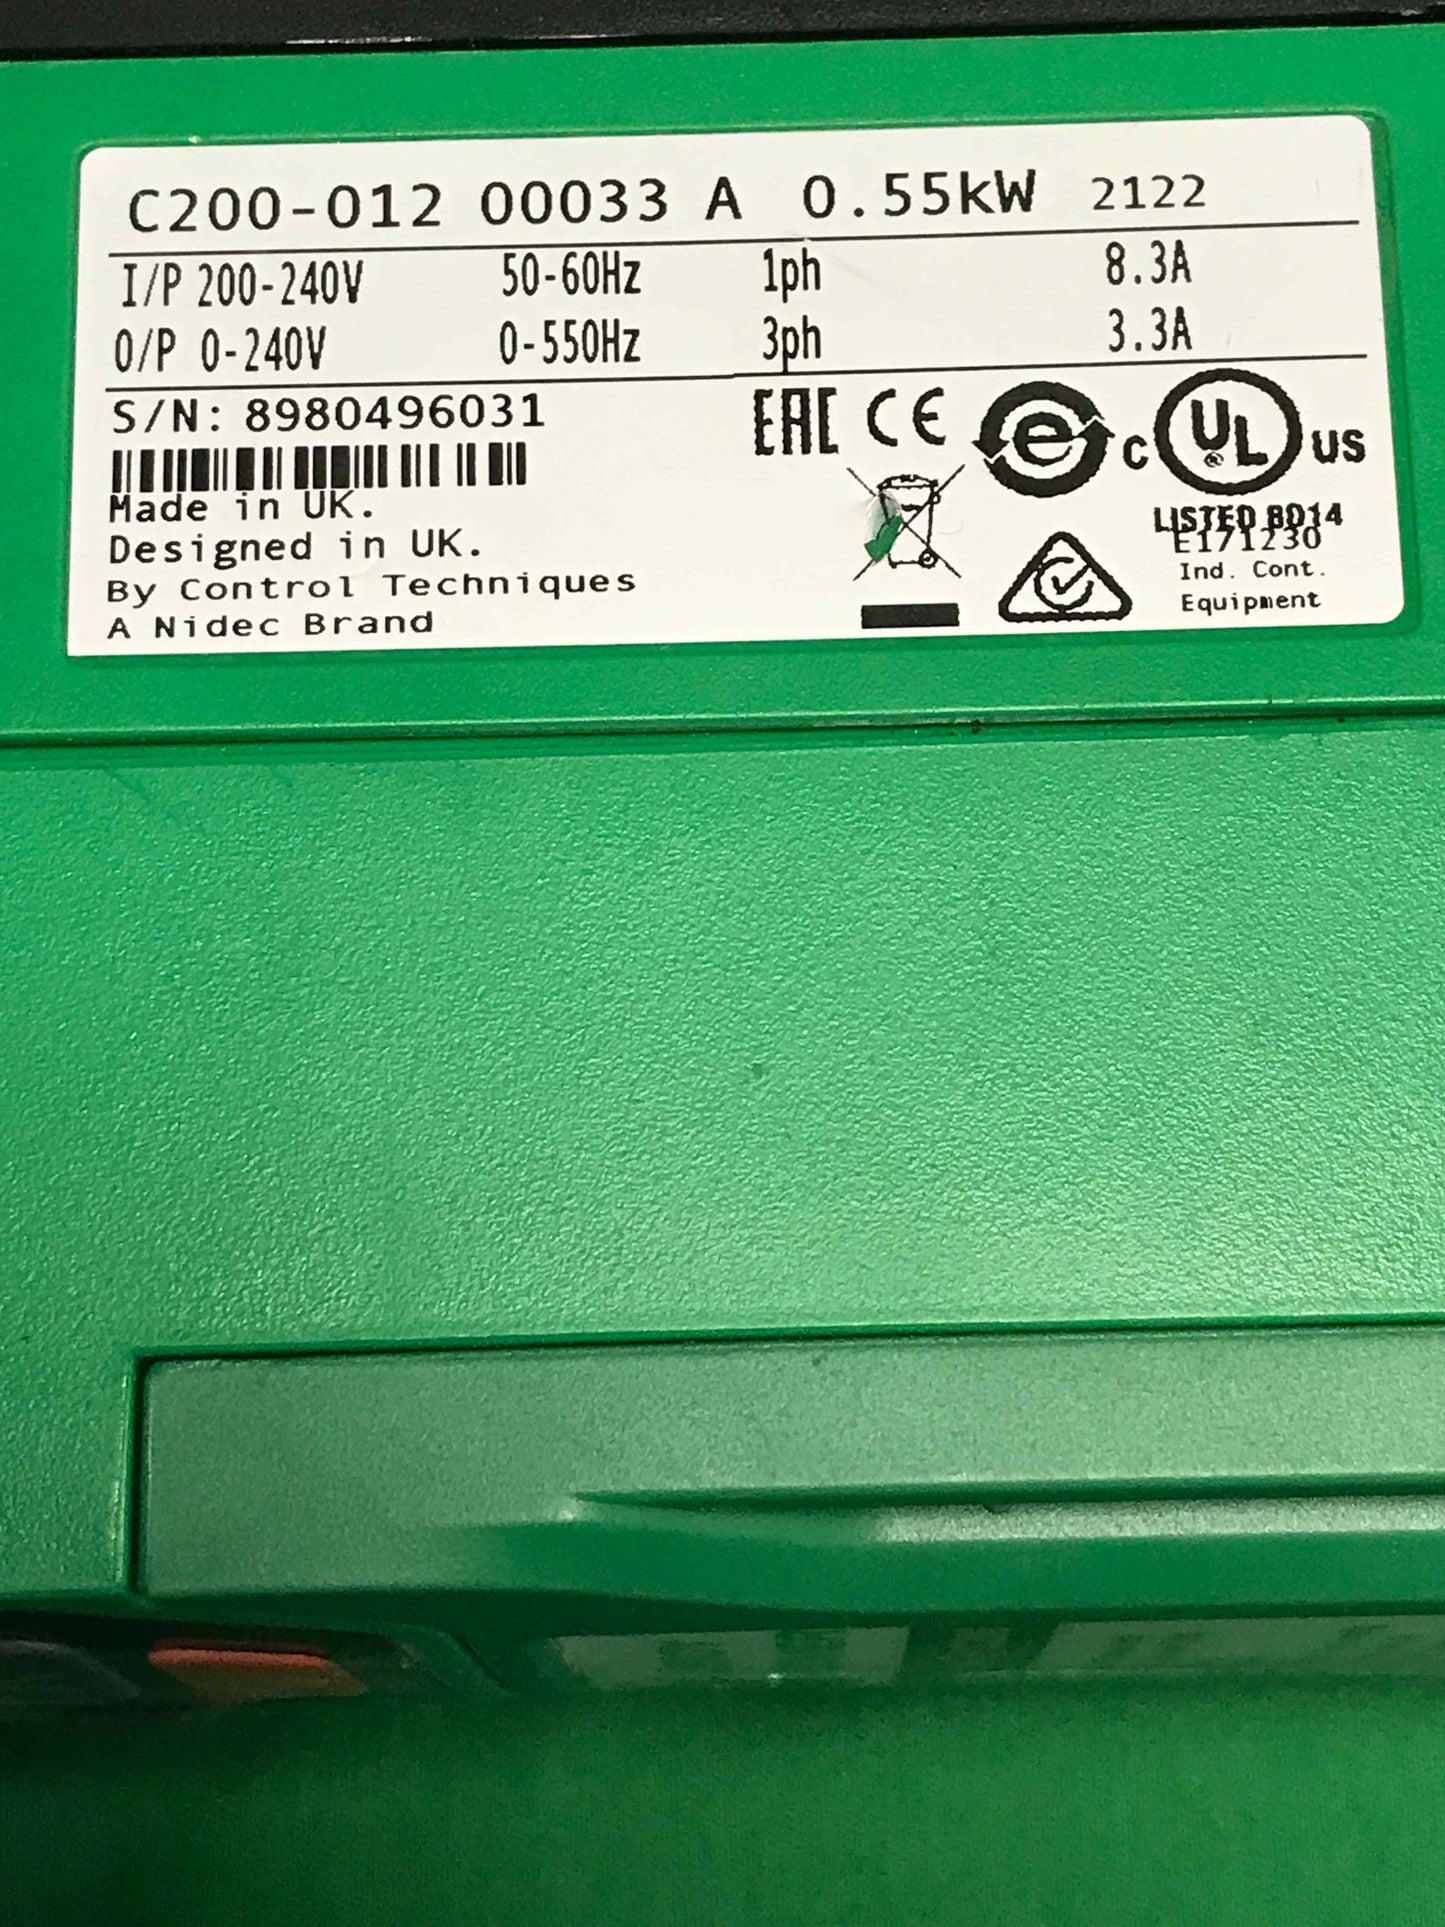 C200-012 00033 A 0.55kW 2122
I/P 200-240V 50-60Hz 1ph 8.3A
O/P 0-240V 0-550Hz 3ph 3.3A
S/N: 8980496031
EAC CE e c UL ® US
Made in UK.
Designed in UK.
By Control Techniques
A Nidec Brand
LISTED 8D14
E171230
Ind. Cont.
Equipment